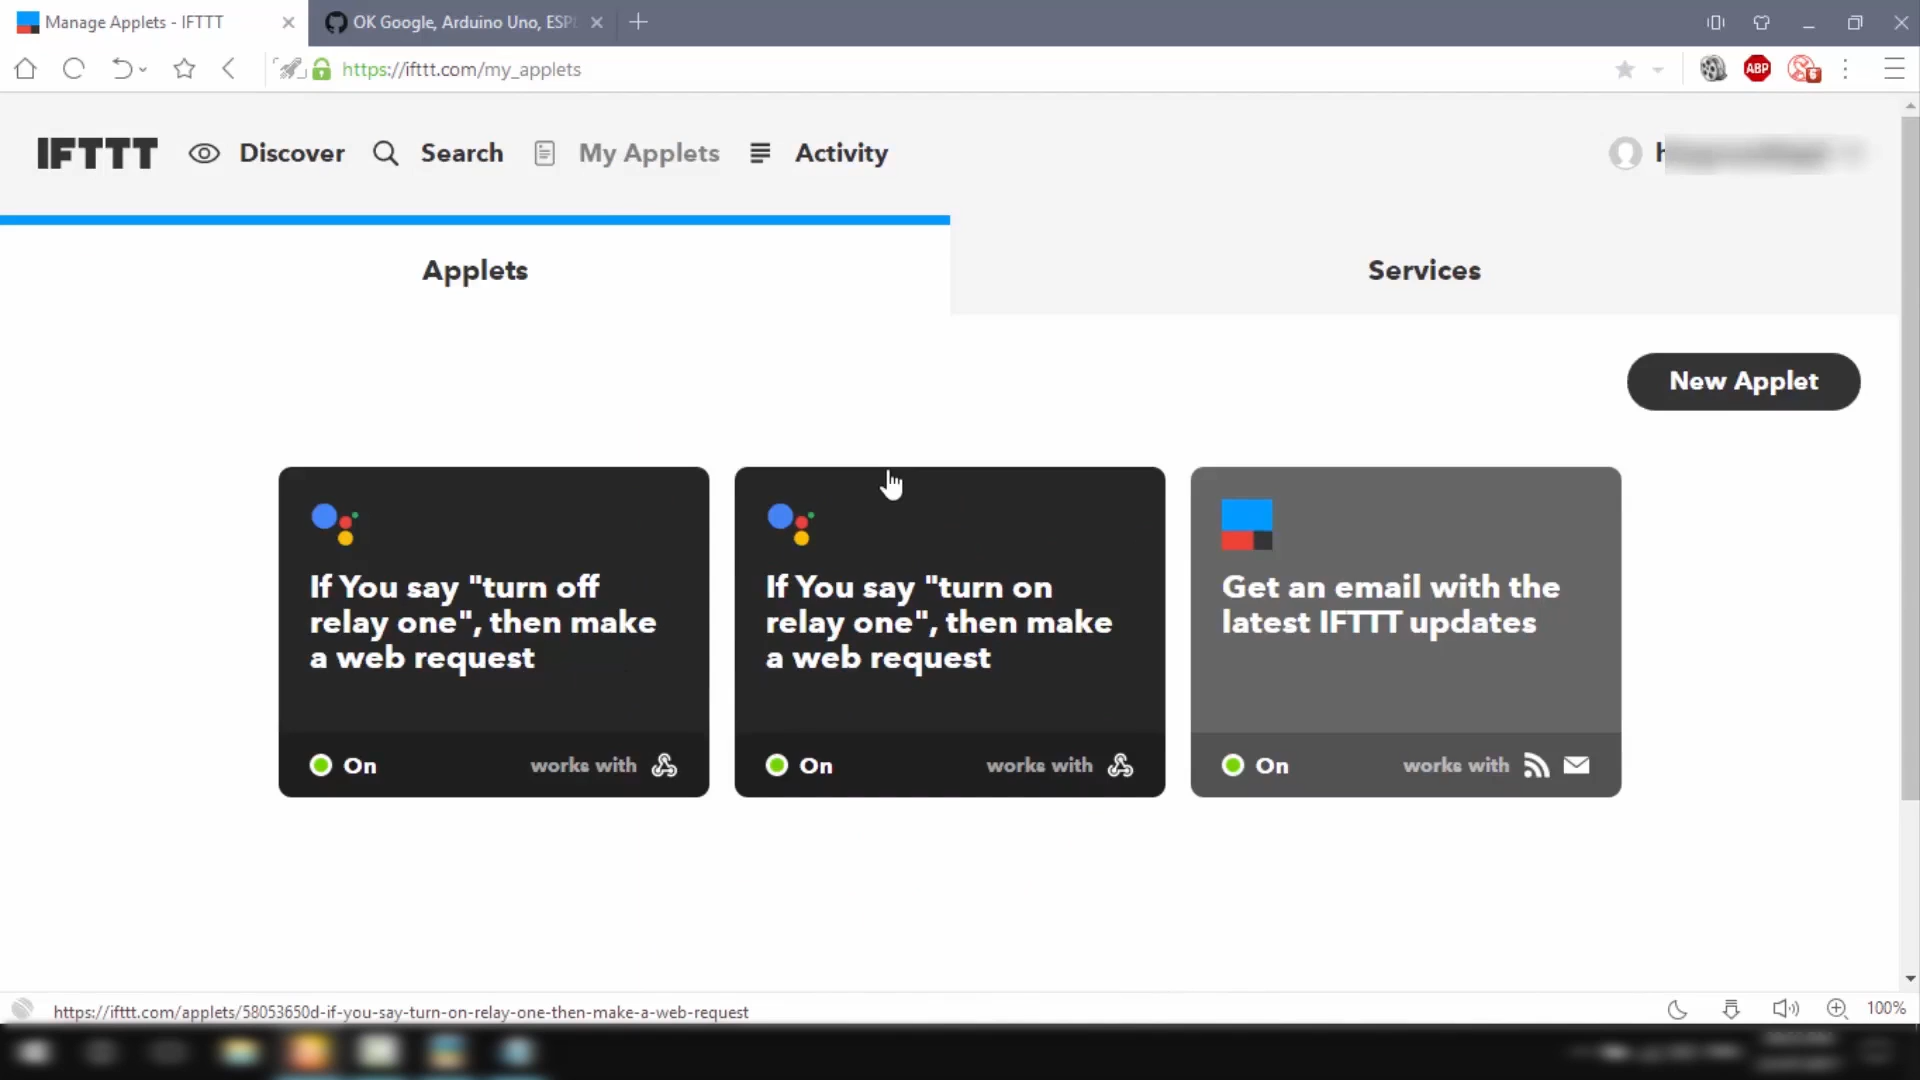 Manage Applets - IFTTT
OK Google, Arduino Uno, ESP
https://ifttt.com/my_applets
ABP
6
IFTTT
Discover
Search
My Applets
Activity
Applets
Services
New Applet
If You say "turn off
relay one", then make
a web request
On
works with
If You say "turn on
relay one", then make
a web request
On
works with
Get an email with the
latest IFTTT updates
On
works with
https://ifttt.com/applets/58053650d-if-you-say-turn-on-relay-one-then-make-a-web-request
100%